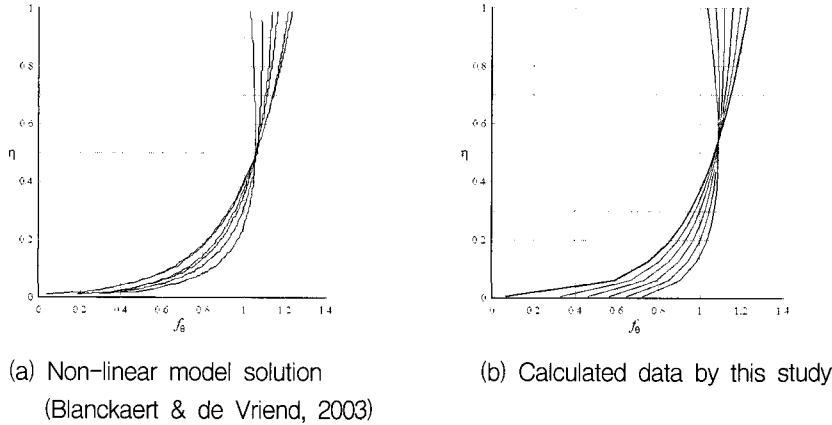 1 1
0.8 0.8
0.6 0.6
η η
0.4 0.4
0.2 0.2
0 0
0 0.2 0.4 0.6 0.8 1 1.2 1.4 0 0.2 0.4 0.6 0.8 1 1.2 1.4
fθ fθ
(a) Non-linear model solution (b) Calculated data by this study
(Blanckaert & de Vriend, 2003)